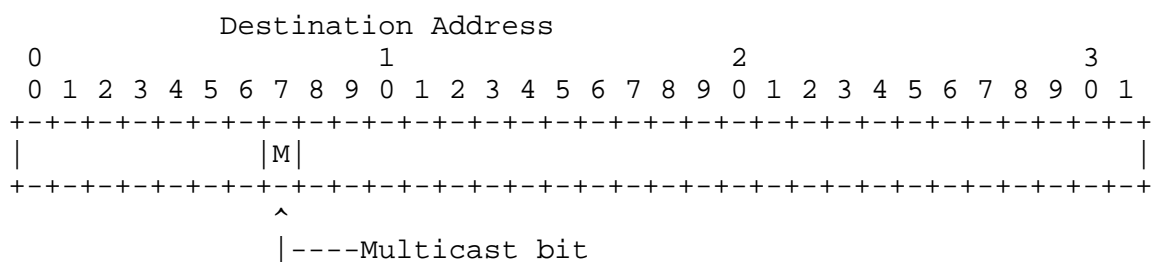 Destination Address
 0                   1                   2                   3
 0 1 2 3 4 5 6 7 8 9 0 1 2 3 4 5 6 7 8 9 0 1 2 3 4 5 6 7 8 9 0 1
+-+-+-+-+-+-+-+-+-+-+-+-+-+-+-+-+-+-+-+-+-+-+-+-+-+-+-+-+-+-+-+-+
|             |M|                                               |
+-+-+-+-+-+-+-+-+-+-+-+-+-+-+-+-+-+-+-+-+-+-+-+-+-+-+-+-+-+-+-+-+
               ^
               |----Multicast bit